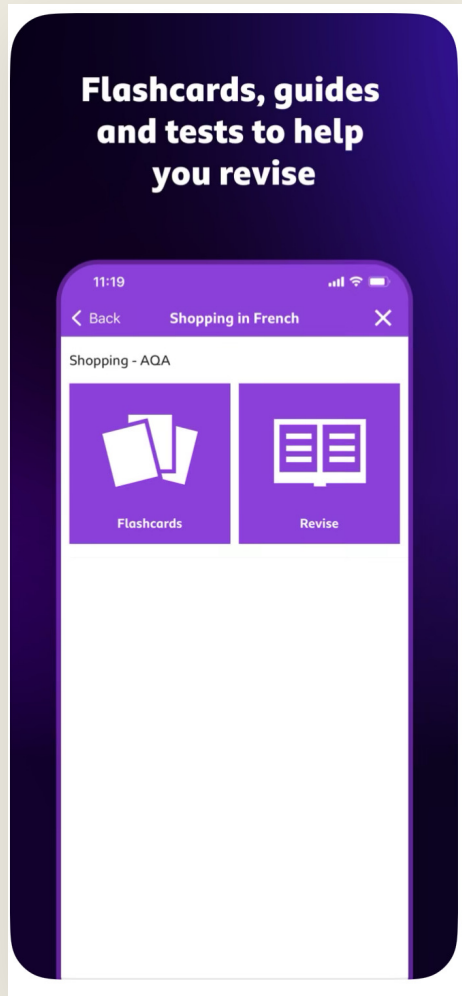 Flashcards, guides
and tests to help
you revise
11:19
Back
Shopping in French
Shopping - AQA
Flashcards
Revise